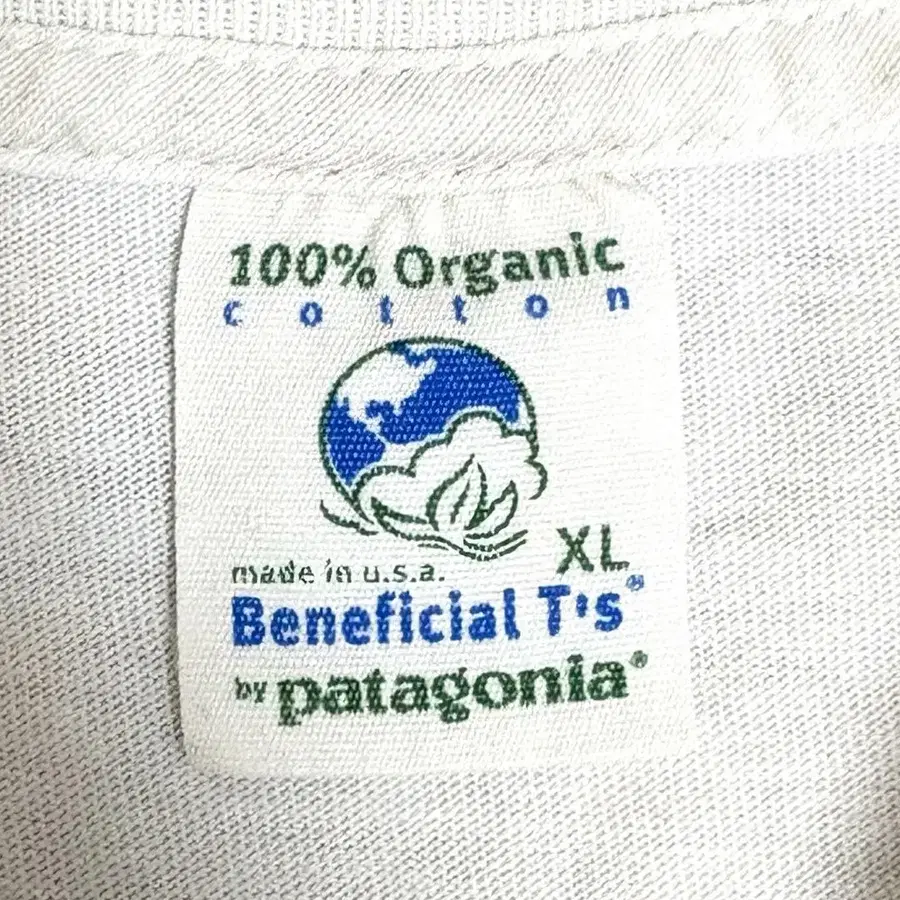 100% Organic
cotton
XL
made in u.s.a.
Beneficial T's®
by patagonia®